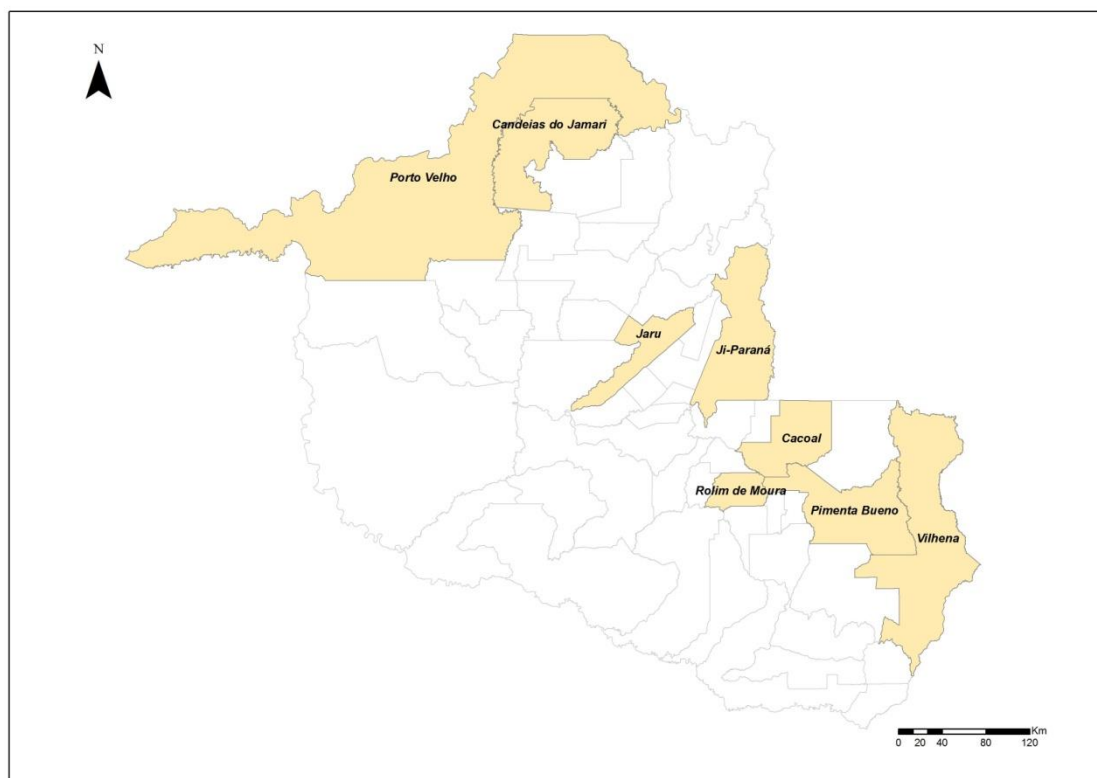 N
Candeias do Jamari
Porto Velho
Jaru
Ji-Paraná
Cacoal
Rolim de Moura
Pimenta Bueno
Vilhena
Km
0 20 40 80 120